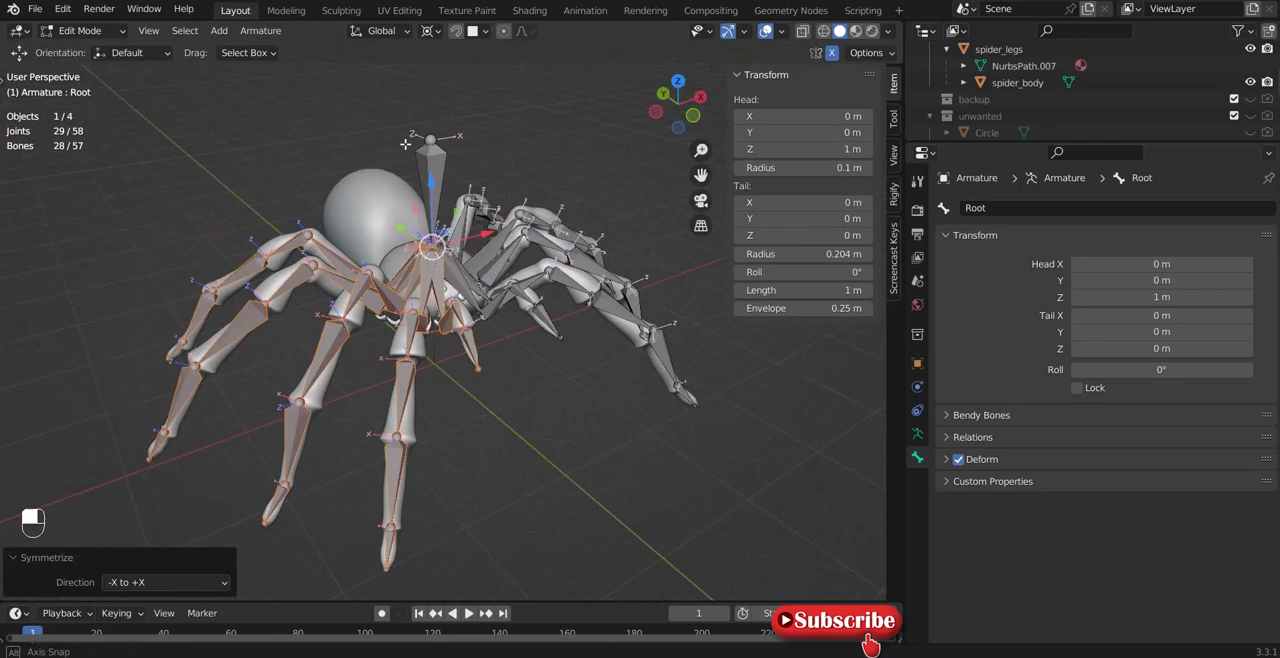 File Edit Render Window Help Layout Modeling Sculpting UV Editing Texture Paint Shading Animation Rendering Compositing Geometry Nodes Scripting + Scene ViewLayer
Edit Mode View Select Add Armature Global
Orientation: Default Drag: Select Box X Options
User Perspective
(1) Armature : Root
Objects 1/4
Joints 29/58
Bones 28/57
Transform
Head:
X 0 m
Y 0 m
Z 1 m
Radius 0.1 m
Tail:
X 0 m
Y 0 m
Z 0 m
Radius 0.204 m
Roll 0°
Length 1 m
Envelope 0.25 m
Item
Tool
View
Rigify
Screencast Keys
spider_legs
NurbsPath.007
spider_body
backup
unwanted
Circle
Armature > Armature > Root
Root
Transform
Head X 0 m
Y 0 m
Z 1 m
Tail X 0 m
Y 0 m
Z 0 m
Roll 0°
Lock
Bendy Bones
Relations
Deform
Custom Properties
Symmetrize
Direction -X to +X
Playback Keying View Marker 1
Subscribe
1 20 40 60 80 100 120 140 160 180 200
Alt Axis Snap 3.3.1